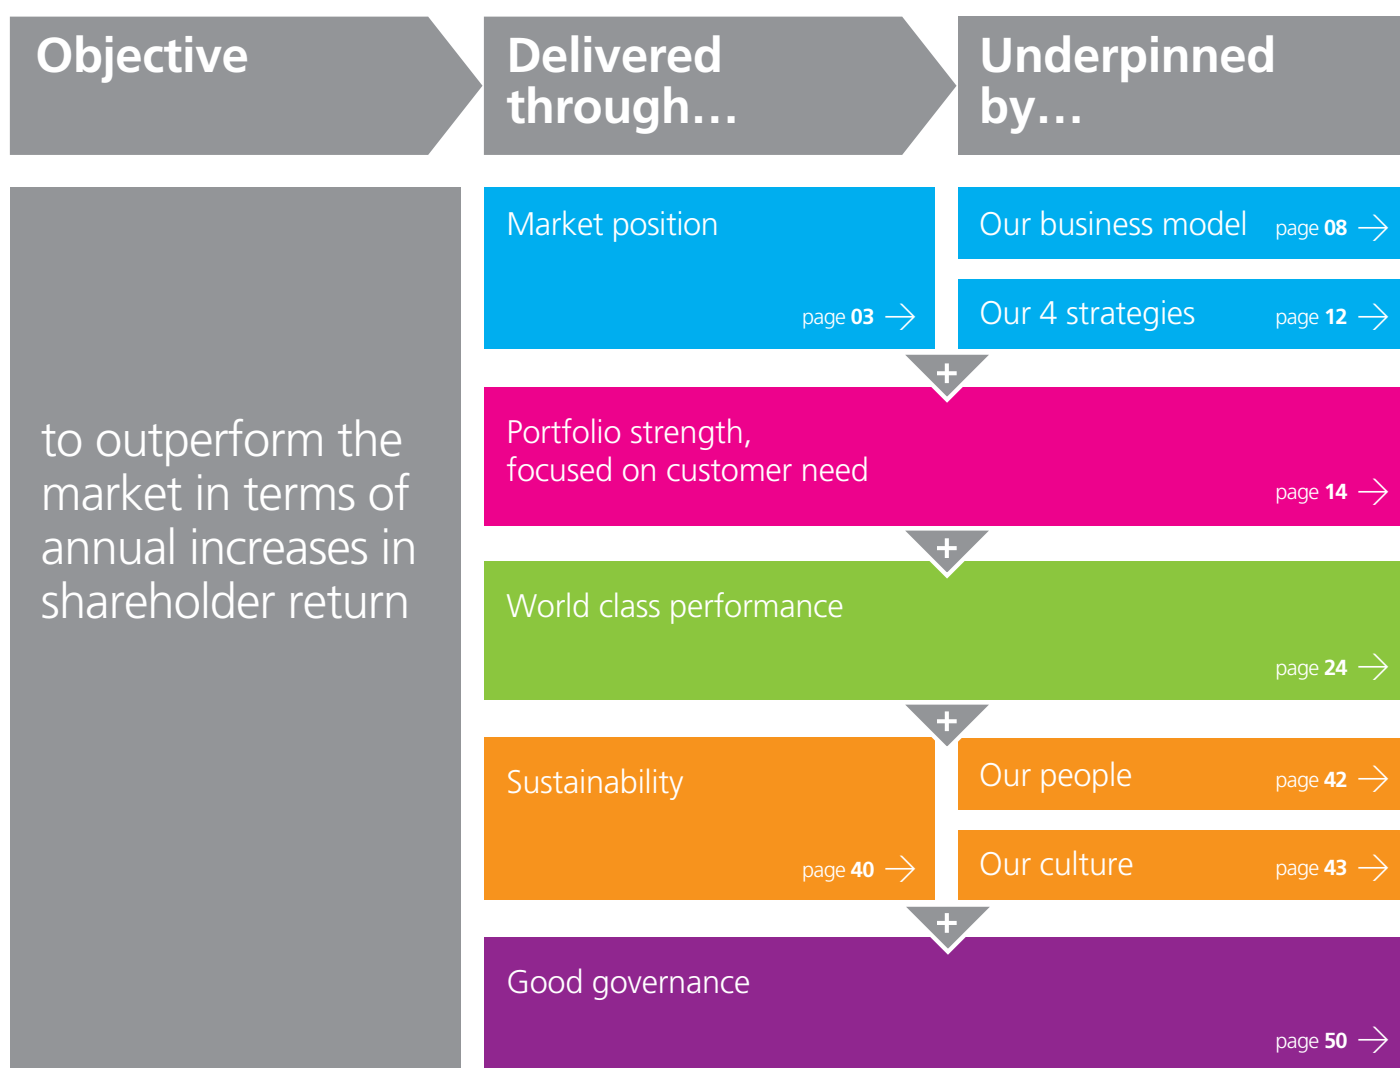 Objective
Delivered
through…
Underpinned
by…
to outperform the
market in terms of
annual increases in
shareholder return
Market position
page 03
Our business model page 08
Our 4 strategies page 12
+
Portfolio strength,
focused on customer need
page 14
+
World class performance
page 24
+
Sustainability
page 40
Our people page 42
Our culture page 43
+
Good governance
page 50